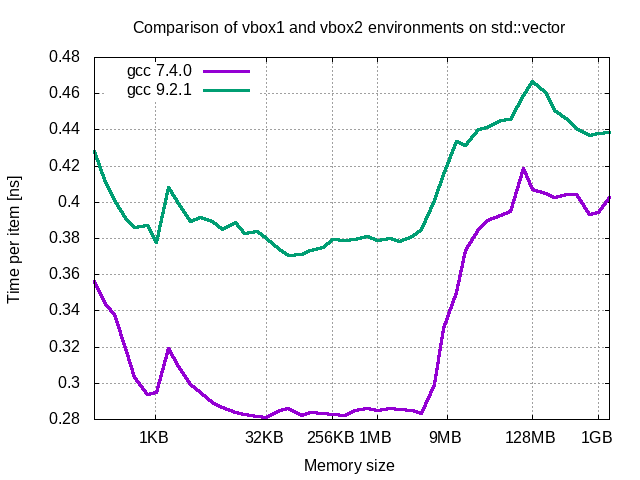 Comparison of vbox1 and vbox2 environments on std::vector
gcc 7.4.0
gcc 9.2.1
Time per item [ns]
0.48
0.46
0.44
0.42
0.4
0.38
0.36
0.34
0.32
0.3
0.28
1KB 32KB 256KB 1MB 9MB 128MB 1GB
Memory size